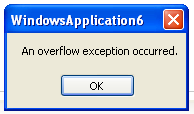 WindowsApplication6
An overflow exception occurred.
OK